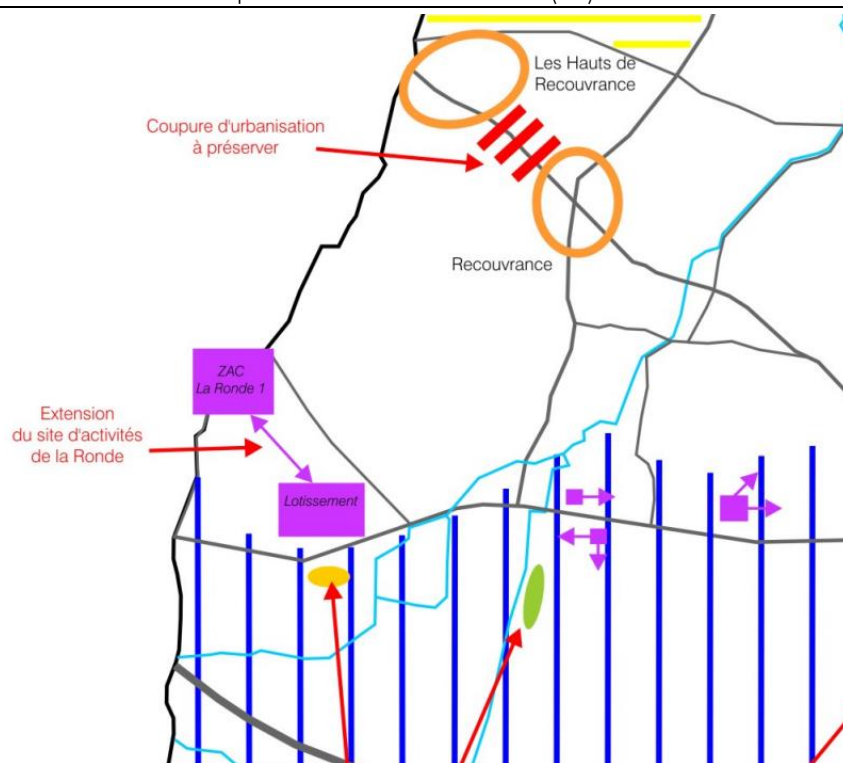 Les Hauts de
Recouvrance
Coupure d'urbanisation
à préserver
Recouvrance
ZAC
La Ronde 1
Extension
du site d'activités
de la Ronde
Lotissement